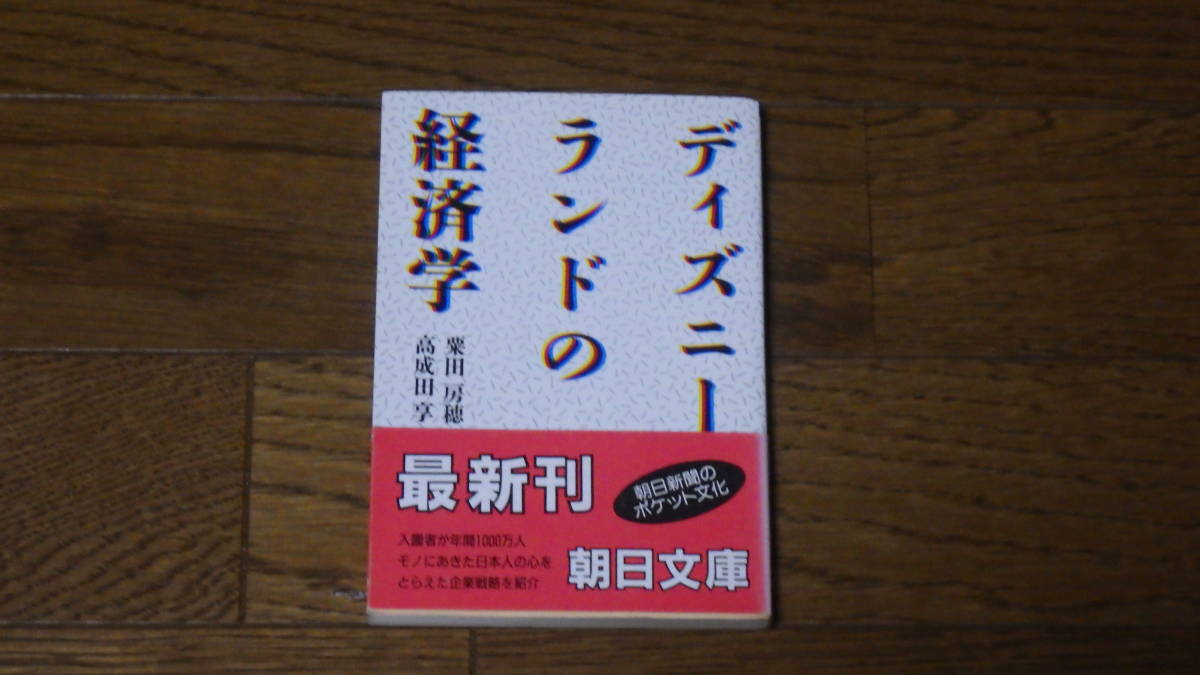 ディズニー
ランドの
経済学
粟田 房穂
高成田 享
最新刊
朝日新聞の
ポケット文化
入園者が年間1000万人
モノにあきた日本人の心を
とらえた企業戦略を紹介
朝日文庫